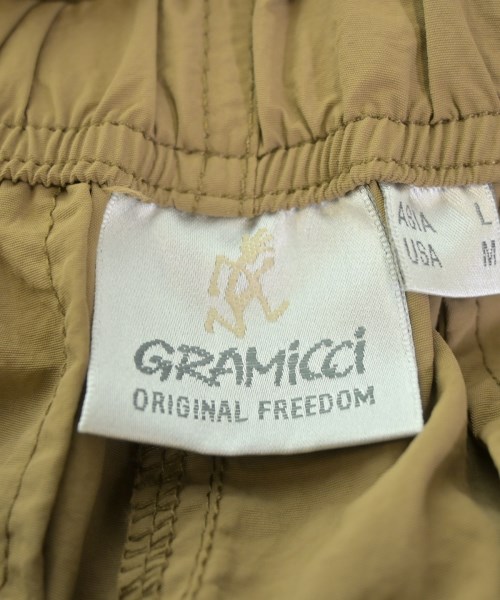 GRAMiCCi
ORIGINAL FREEDOM
ASIA L
USA M